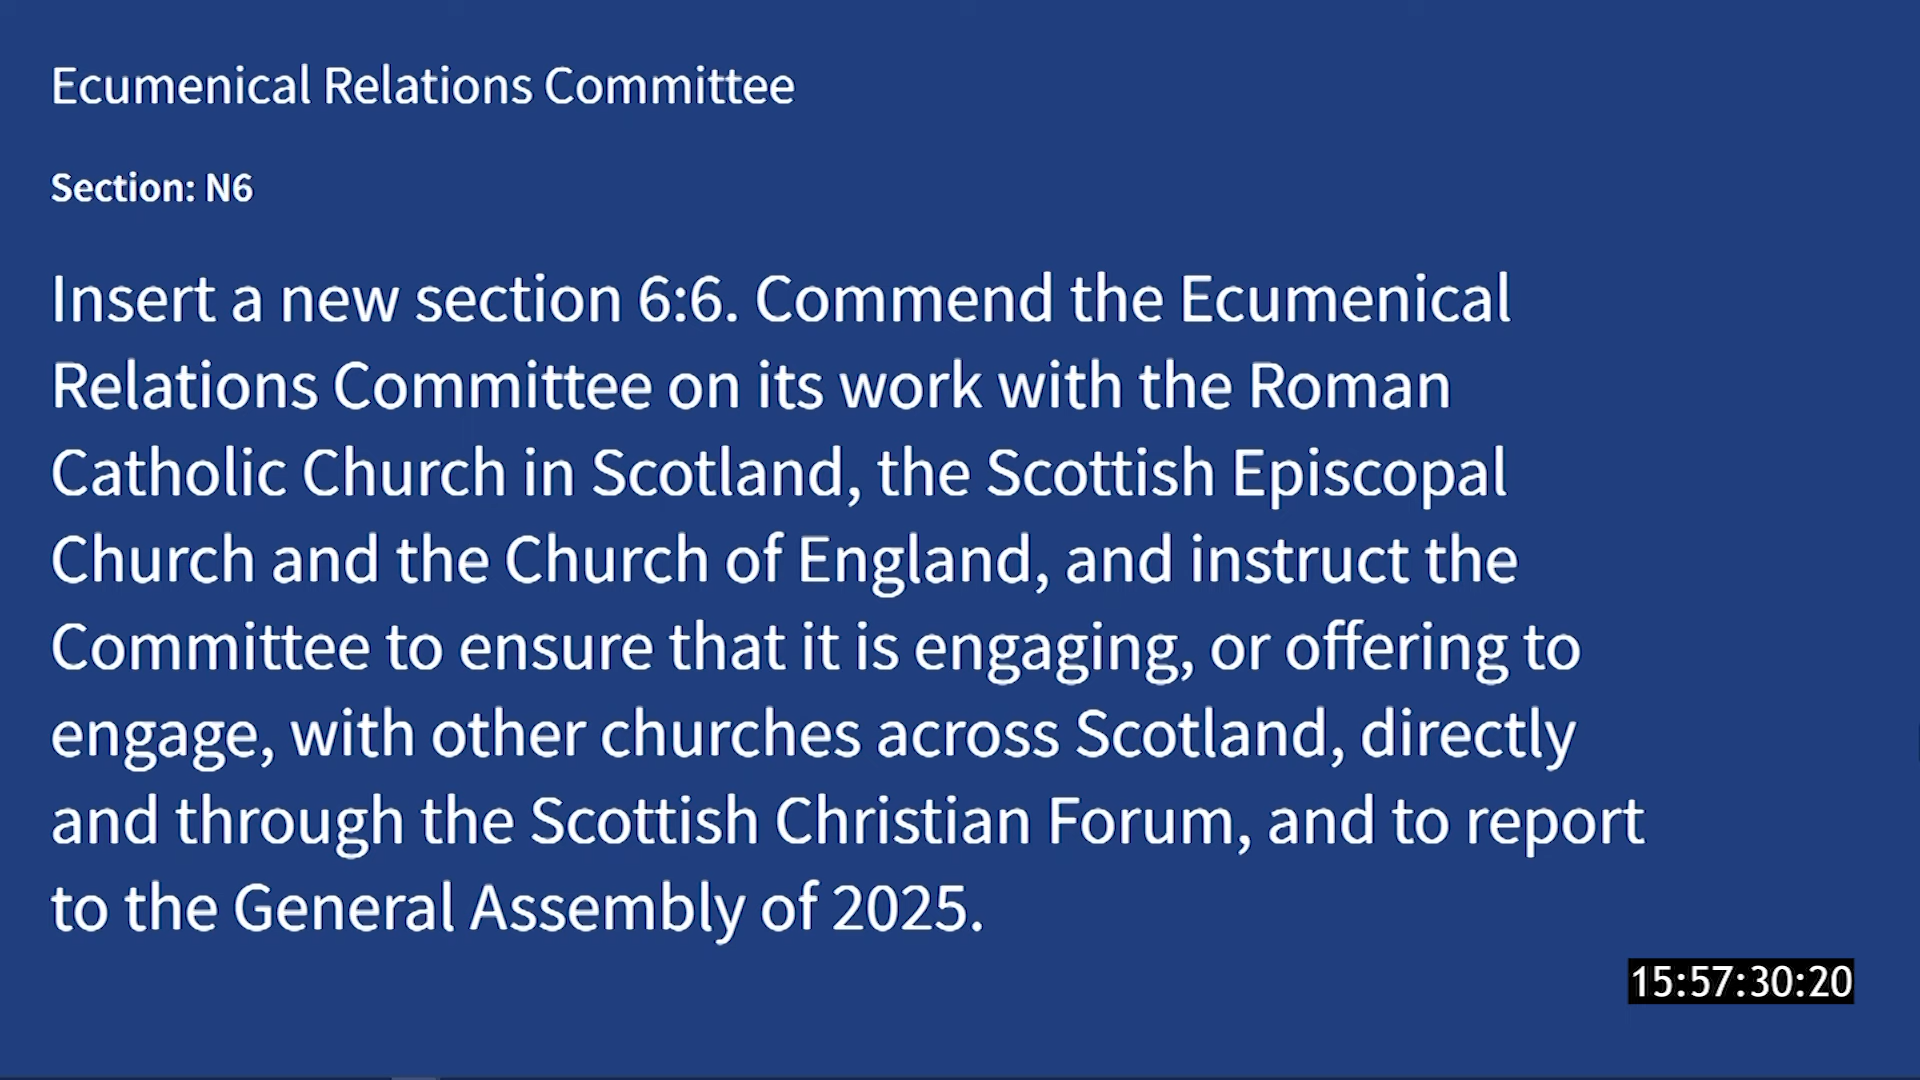 Ecumenical Relations Committee
Section: N6
Insert a new section 6:6. Commend the Ecumenical
Relations Committee on its work with the Roman
Catholic Church in Scotland, the Scottish Episcopal
Church and the Church of England, and instruct the
Committee to ensure that it is engaging, or offering to
engage, with other churches across Scotland, directly
and through the Scottish Christian Forum, and to report
to the General Assembly of 2025.
15:57:30:20